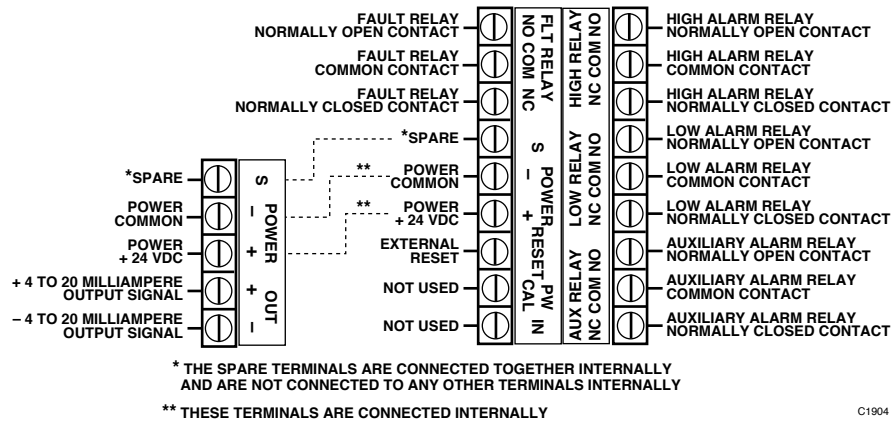 FAULT RELAY
NORMALLY OPEN CONTACT
FAULT RELAY
COMMON CONTACT
FAULT RELAY
NORMALLY CLOSED CONTACT
*SPARE
**
POWER
COMMON
**
POWER
+ 24 VDC
EXTERNAL
RESET
NOT USED
NOT USED
FLT RELAY
NO COM NC
S
– POWER +
RESET
CAL
PW IN
HIGH RELAY
NC COM NO
LOW RELAY
NC COM NO
AUX RELAY
NC COM NO
HIGH ALARM RELAY
NORMALLY OPEN CONTACT
HIGH ALARM RELAY
COMMON CONTACT
HIGH ALARM RELAY
NORMALLY CLOSED CONTACT
LOW ALARM RELAY
NORMALLY OPEN CONTACT
LOW ALARM RELAY
COMMON CONTACT
LOW ALARM RELAY
NORMALLY CLOSED CONTACT
AUXILIARY ALARM RELAY
NORMALLY OPEN CONTACT
AUXILIARY ALARM RELAY
COMMON CONTACT
AUXILIARY ALARM RELAY
NORMALLY CLOSED CONTACT
*SPARE
POWER
COMMON
POWER
+ 24 VDC
+ 4 TO 20 MILLIAMPERE
OUTPUT SIGNAL
– 4 TO 20 MILLIAMPERE
OUTPUT SIGNAL
S
POWER
– +
OUT
+ –
* THE SPARE TERMINALS ARE CONNECTED TOGETHER INTERNALLY
AND ARE NOT CONNECTED TO ANY OTHER TERMINALS INTERNALLY
** THESE TERMINALS ARE CONNECTED INTERNALLY
C1904